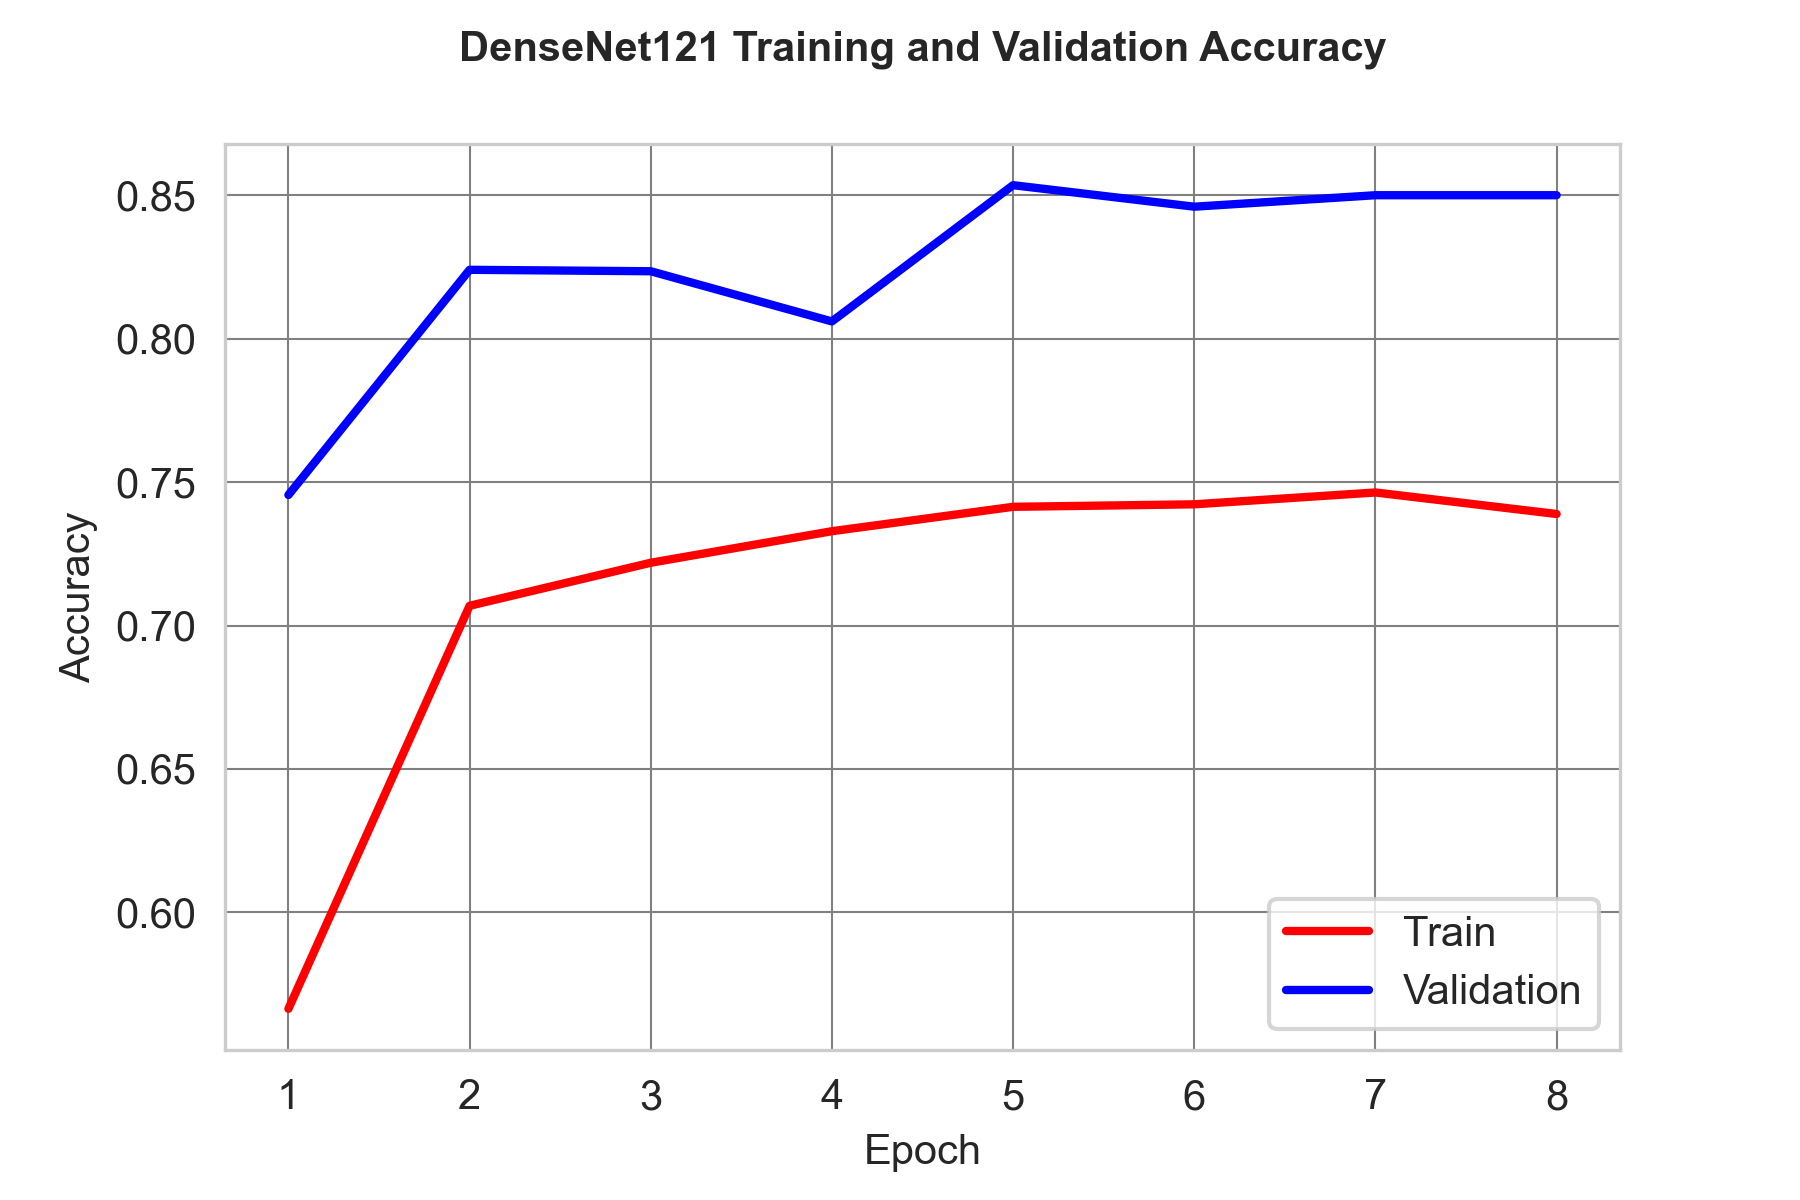 DenseNet121 Training and Validation Accuracy
0.85
0.80
0.75
0.70
0.65
0.60
Accuracy
Train
Validation
1 2 3 4 5 6 7 8
Epoch